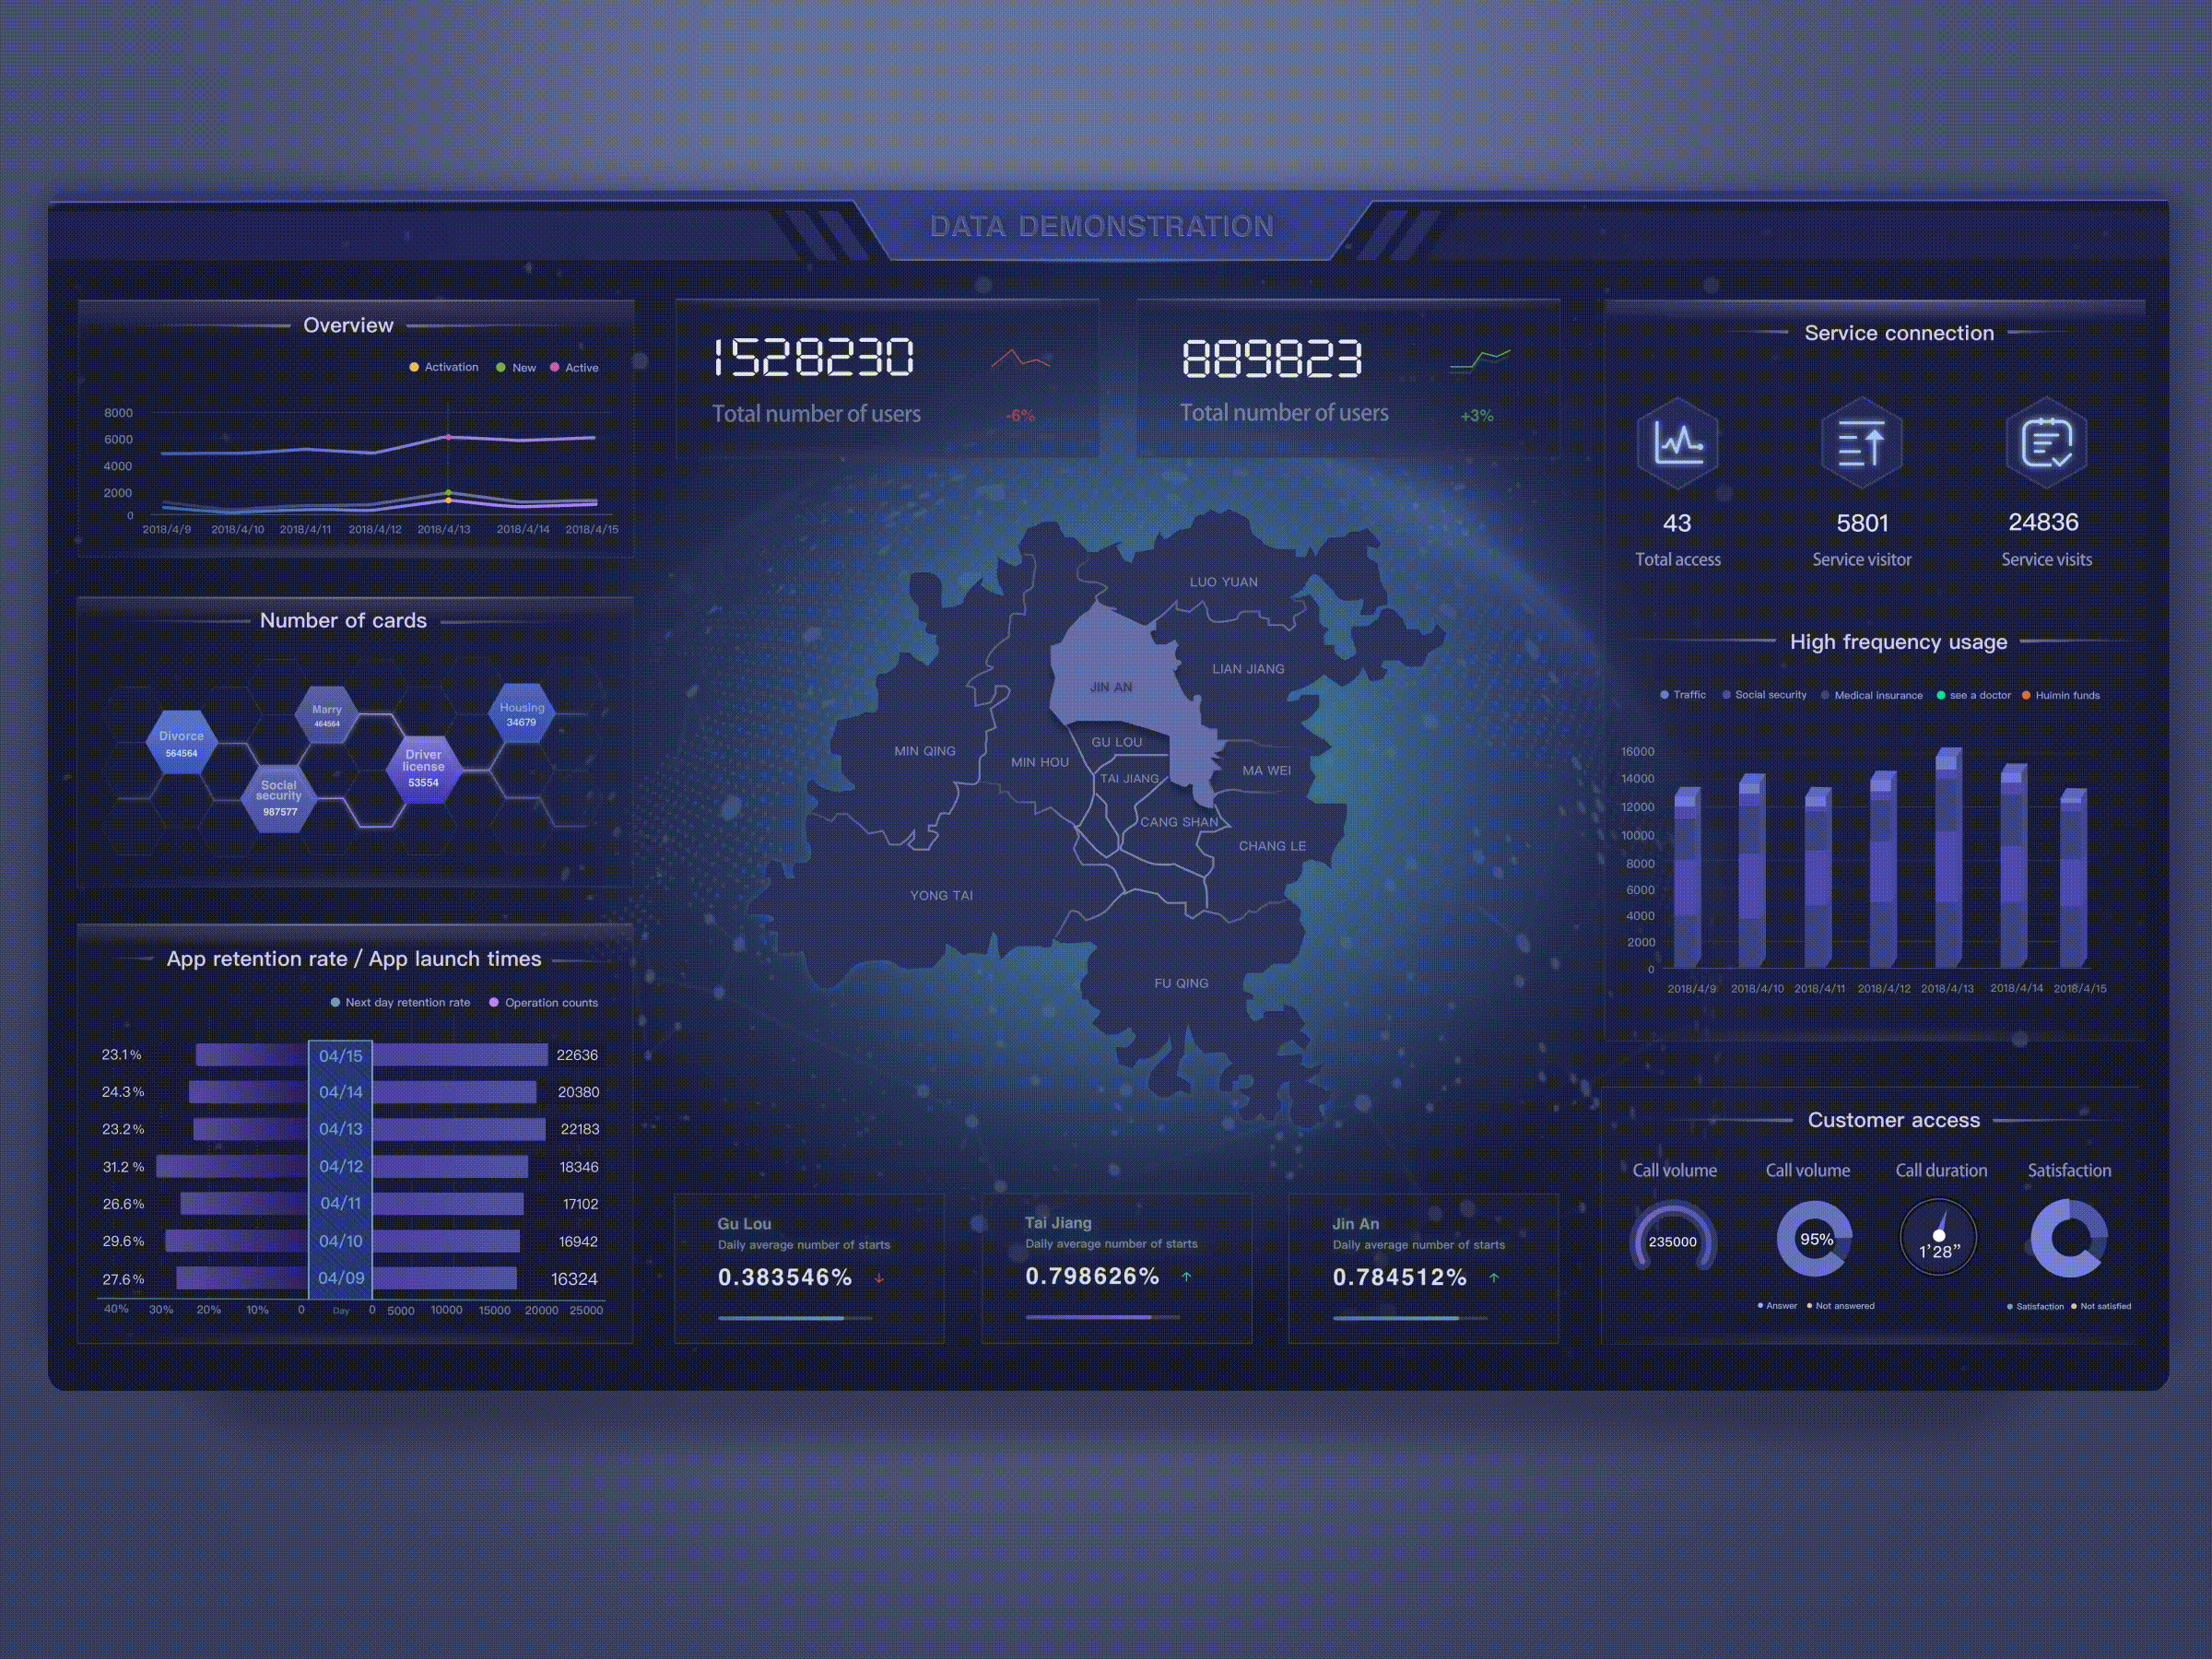 DATA DEMONSTRATION
Overview
Activation New Active
8000
6000
4000
2000
0
2018/4/9 2018/4/10 2018/4/11 2018/4/12 2018/4/13 2018/4/14 2018/4/15
Number of cards
Divorce
564564
Marry
464564
Social
security
987577
Driver
license
53554
Housing
34679
App retention rate / App launch times
Next day retention rate Operation counts
23.1% 04/15 22636
24.3% 04/14 20380
23.2% 04/13 22183
31.2% 04/12 18346
26.6% 04/11 17102
29.6% 04/10 16942
27.6% 04/09 16324
40% 30% 20% 10% 0 Day 0 5000 10000 15000 20000 25000
1528230
Total number of users -6%
889823
Total number of users +3%
LUO YUAN
LIAN JIANG
JIN AN
MIN QING
MIN HOU
GU LOU
TAI JIANG
MA WEI
CANG SHAN
CHANG LE
YONG TAI
FU QING
Gu Lou
Daily average number of starts
0.383546%
Tai Jiang
Daily average number of starts
0.798626%
Jin An
Daily average number of starts
0.784512%
Service connection
43 5801 24836
Total access Service visitor Service visits
High frequency usage
Traffic Social security Medical insurance see a doctor Huimin funds
16000
14000
12000
10000
8000
6000
4000
2000
0
2018/4/9 2018/4/10 2018/4/11 2018/4/12 2018/4/13 2018/4/14 2018/4/15
Customer access
Call volume Call volume Call duration Satisfaction
235000 95% 1'28"
Answer Not answered
Satisfaction Not satisfied